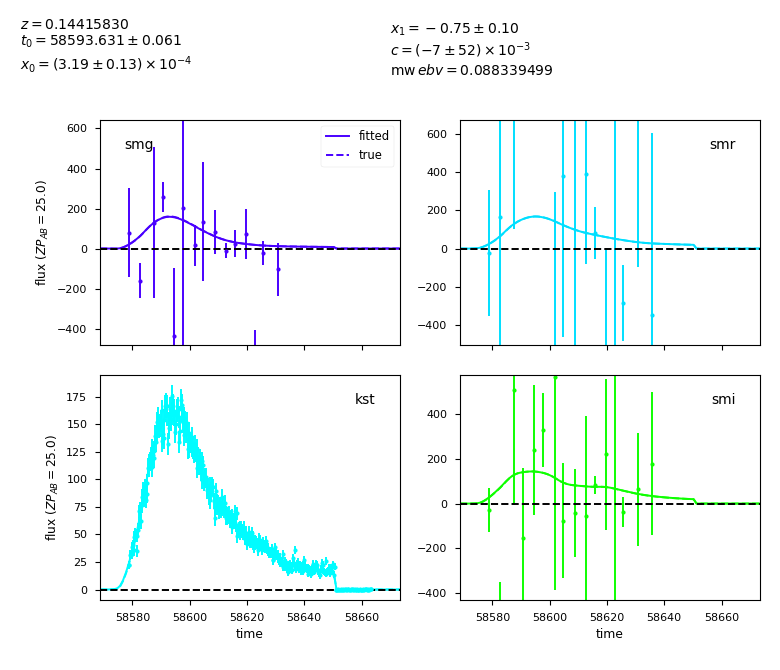 z = 0.14415830
t₀ = 58593.631 ± 0.061
x₀ = (3.19 ± 0.13) × 10⁻⁴
x₁ = − 0.75 ± 0.10
c = (−7 ± 52) × 10⁻³
mw ebv = 0.088339499
smg
fitted
true
600
400
200
0
−200
−400
flux (ZP_AB = 25.0)
smr
600
400
200
0
−200
−400
kst
175
150
125
100
75
50
25
0
flux (ZP_AB = 25.0)
58580 58600 58620 58640 58660
time
smi
400
200
0
−200
−400
58580 58600 58620 58640 58660
time